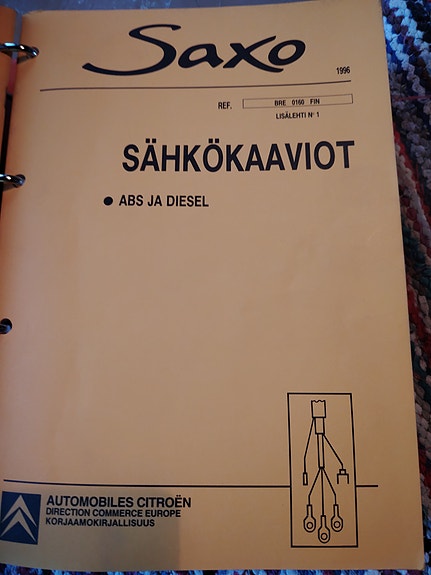 Saxo
1996
REF. BRE 0160 FIN
LISÄLEHTI N° 1
SÄHKÖKAAVIOT
● ABS JA DIESEL
AUTOMOBILES CITROËN
DIRECTION COMMERCE EUROPE
KORJAAMOKIRJALLISUUS